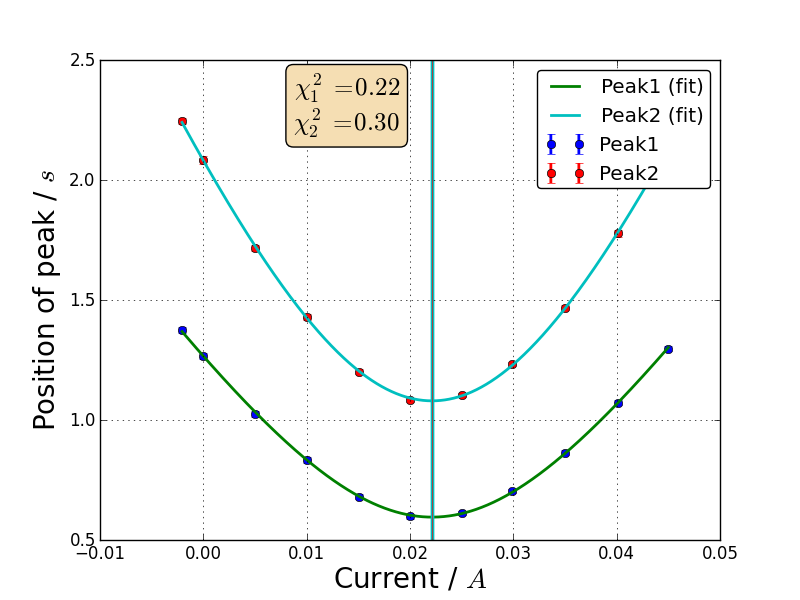 2.5
2.0
1.5
1.0
0.5
−0.01
0.00
0.01
0.02
0.03
0.04
0.05
Position of peak / s
Current / A
χ₁² =0.22
χ₂² =0.30
Peak1 (fit)
Peak2 (fit)
Peak1
Peak2